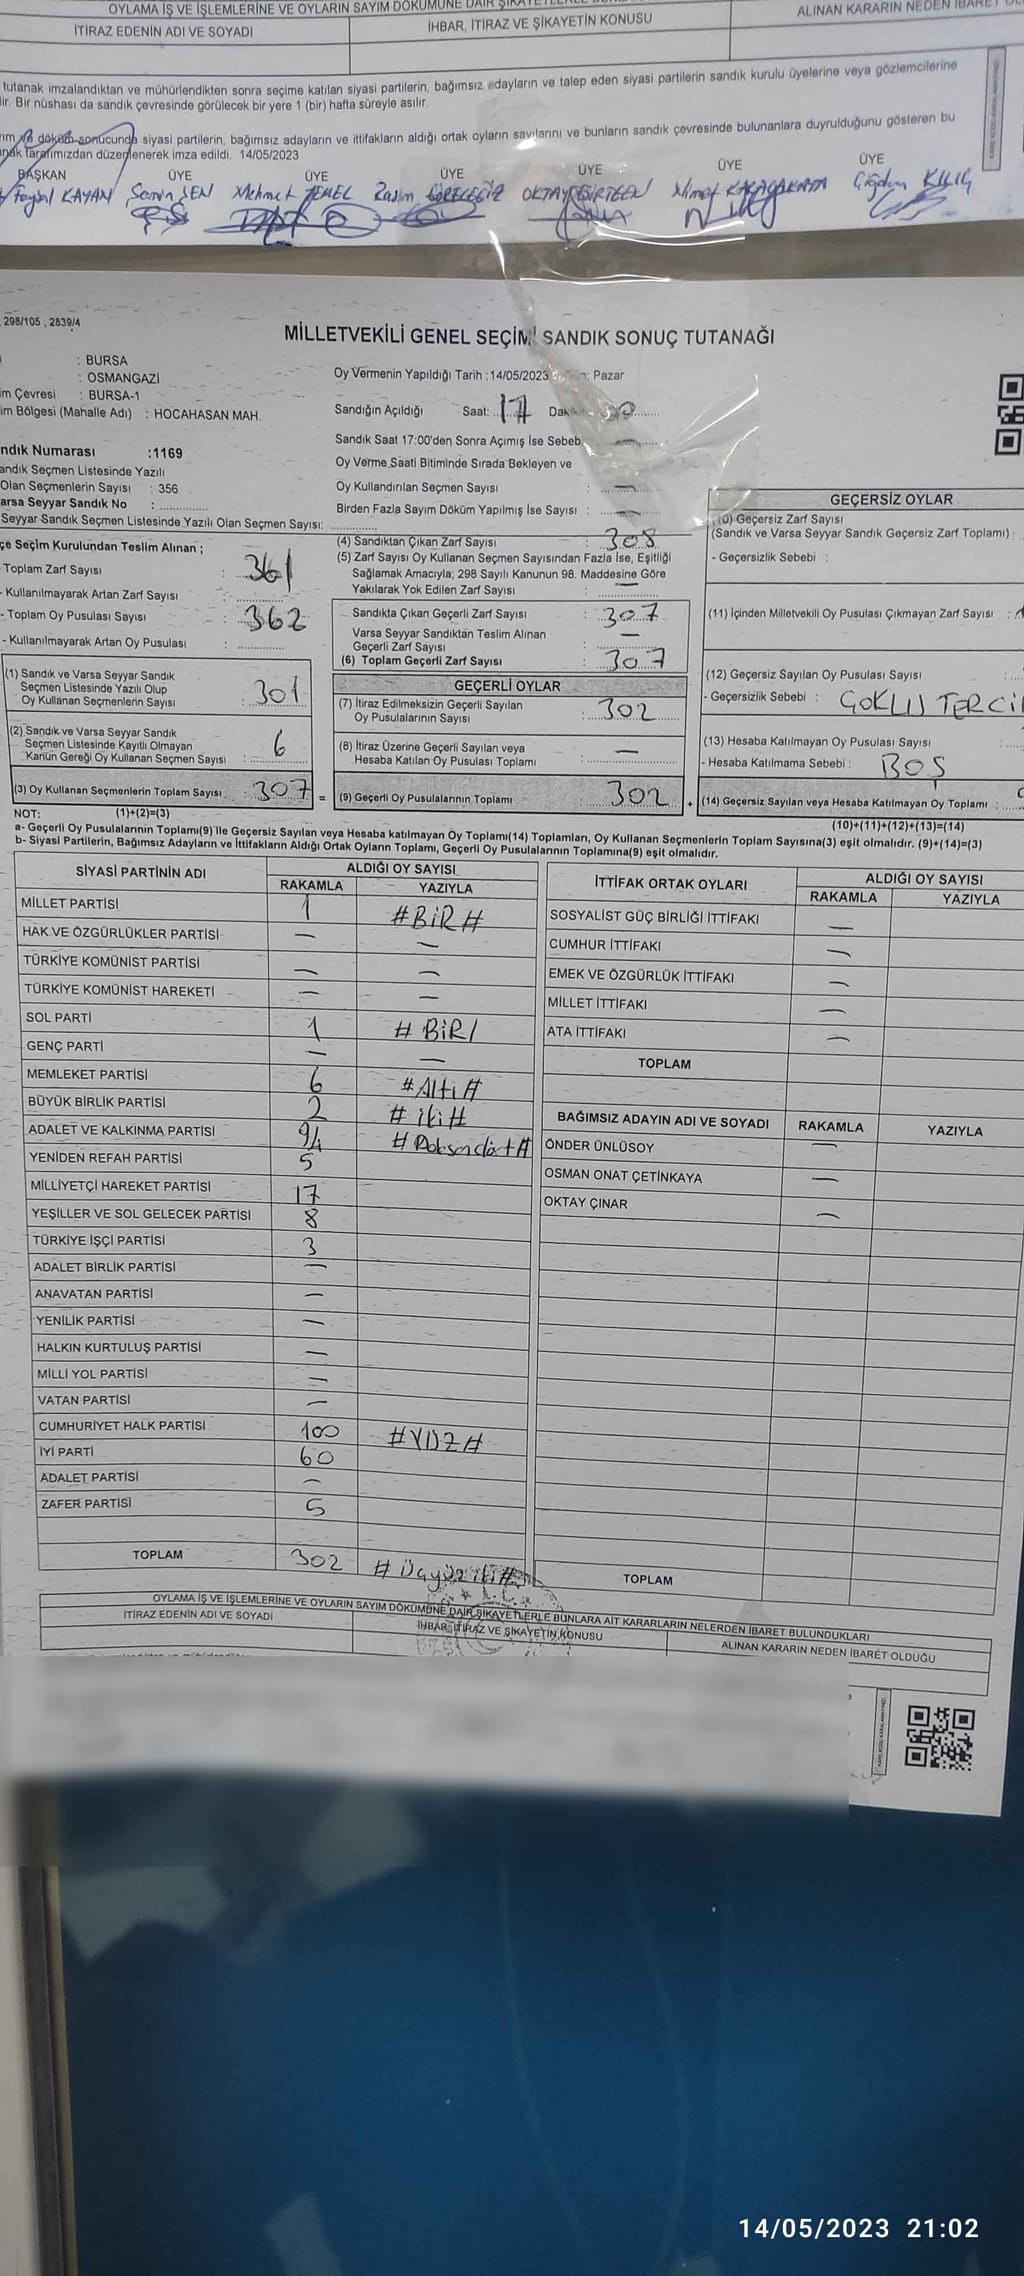 OYLAMA İŞ VE İŞLEMLERİNE VE OYLARIN SAYIM DÖKÜMÜNE DAİR
İTİRAZ EDENİN ADI VE SOYADI
İHBAR, İTİRAZ VE ŞİKAYETİN KONUSU
ALINAN KARARIN NEDEN İBARET
tutanak imzalandıktan ve mühürlendikten sonra seçime katılan siyasi partilerin, bağımsız adayların ve talep eden siyasi partilerin sandık kurulu üyelerine veya gözlemcilerine
ir. Bir nüshası da sandık çevresinde görülecek bir yere 1 (bir) hafta süreyle asılır.
ım ve döküm sonucunda siyasi partilerin, bağımsız adayların ve ittifakların aldığı ortak oyların sayılarını ve bunların sandık çevresinde bulunanlara duyrulduğunu gösteren bu
nak tarafımızdan düzenlenerek imza edildi. 14/05/2023
BAŞKAN ÜYE ÜYE ÜYE ÜYE ÜYE ÜYE
Faysal KAYAN Semin ŞEN Mehmet TEMEL Rasim OKTAY Nimet Çiğdem KILIÇ
298/105 , 2839/4
MİLLETVEKİLİ GENEL SEÇİMİ SANDIK SONUÇ TUTANAĞI
: BURSA
: OSMANGAZİ
im Çevresi : BURSA-1
im Bölgesi (Mahalle Adı) : HOCAHASAN MAH.
ndık Numarası :1169
andık Seçmen Listesinde Yazılı
Olan Seçmenlerin Sayısı : 356
arsa Seyyar Sandık No :
Seyyar Sandık Seçmen Listesinde Yazılı Olan Seçmen Sayısı:
çe Seçim Kurulundan Teslim Alınan ;
Toplam Zarf Sayısı : 361
- Kullanılmayarak Artan Zarf Sayısı :
- Toplam Oy Pusulası Sayısı : 362
- Kullanılmayarak Artan Oy Pusulası :
(1) Sandık ve Varsa Seyyar Sandık
Seçmen Listesinde Yazılı Olup
Oy Kullanan Seçmenlerin Sayısı : 301
(2) Sandık ve Varsa Seyyar Sandık
Seçmen Listesinde Kayıtlı Olmayan
Kanun Gereği Oy Kullanan Seçmen Sayısı : 6
(3) Oy Kullanan Seçmenlerin Toplam Sayısı 307 =
Oy Vermenin Yapıldığı Tarih :14/05/2023 : Pazar
Sandığın Açıldığı Saat: 17 Dak
Sandık Saat 17:00'den Sonra Açımış İse Sebeb —
Oy Verme Saati Bitiminde Sırada Bekleyen ve
Oy Kullandırılan Seçmen Sayısı : —
Birden Fazla Sayım Döküm Yapılmış İse Sayısı : —
(4) Sandıktan Çıkan Zarf Sayısı : 308
(5) Zarf Sayısı Oy Kullanan Seçmen Sayısından Fazla İse, Eşitliği
Sağlamak Amacıyla; 298 Sayılı Kanunun 98. Maddesine Göre
Yakılarak Yok Edilen Zarf Sayısı : —
Sandıkta Çıkan Geçerli Zarf Sayısı : 307
Varsa Seyyar Sandıktan Teslim Alınan
Geçerli Zarf Sayısı : —
(6) Toplam Geçerli Zarf Sayısı : 307
GEÇERLİ OYLAR
(7) İtiraz Edilmeksizin Geçerli Sayılan
Oy Pusulalarının Sayısı : 302
(8) İtiraz Üzerine Geçerli Sayılan veya
Hesaba Katılan Oy Pusulası Toplamı : —
(9) Geçerli Oy Pusulalarının Toplamı : 302 +
GEÇERSİZ OYLAR
(10) Geçersiz Zarf Sayısı
(Sandık ve Varsa Seyyar Sandık Geçersiz Zarf Toplamı) :
- Geçersizlik Sebebi :
(11) İçinden Milletvekili Oy Pusulası Çıkmayan Zarf Sayısı :
(12) Geçersiz Sayılan Oy Pusulası Sayısı :
- Geçersizlik Sebebi : ÇOKLU TERCİ
(13) Hesaba Katılmayan Oy Pusulası Sayısı :
- Hesaba Katılmama Sebebi : BOŞ
(14) Geçersiz Sayılan veya Hesaba Katılmayan Oy Toplamı :
NOT: (1)+(2)=(3) (10)+(11)+(12)+(13)=(14)
a- Geçerli Oy Pusulalarının Toplamı(9)'ile Geçersiz Sayılan veya Hesaba katılmayan Oy Toplamı(14) Toplamları, Oy Kullanan Seçmenlerin Toplam Sayısına(3) eşit olmalıdır. (9)+(14)=(3)
b- Siyasi Partilerin, Bağımsız Adayların ve İttifakların Aldığı Ortak Oyların Toplamı, Geçerli Oy Pusulalarının Toplamına(9) eşit olmalıdır.
SİYASİ PARTİNİN ADI ALDIĞI OY SAYISI
RAKAMLA YAZIYLA
MİLLET PARTİSİ 1 #BİR#
HAK VE ÖZGÜRLÜKLER PARTİSİ — —
TÜRKİYE KOMÜNİST PARTİSİ — —
TÜRKİYE KOMÜNİST HAREKETİ — —
SOL PARTİ 1 # BİR/
GENÇ PARTİ — —
MEMLEKET PARTİSİ 6 #Altı#
BÜYÜK BİRLİK PARTİSİ 2 # iki#
ADALET VE KALKINMA PARTİSİ 94 #Doksandört#
YENİDEN REFAH PARTİSİ 5
MİLLİYETÇİ HAREKET PARTİSİ 17
YEŞİLLER VE SOL GELECEK PARTİSİ 8
TÜRKİYE İŞÇİ PARTİSİ 3
ADALET BİRLİK PARTİSİ —
ANAVATAN PARTİSİ —
YENİLİK PARTİSİ —
HALKIN KURTULUŞ PARTİSİ —
MİLLİ YOL PARTİSİ —
VATAN PARTİSİ —
CUMHURİYET HALK PARTİSİ 100 #YÜZ#
İYİ PARTİ 60
ADALET PARTİSİ —
ZAFER PARTİSİ 5
TOPLAM 302 #Üçyüziki#
İTTİFAK ORTAK OYLARI ALDIĞI OY SAYISI
RAKAMLA YAZIYLA
SOSYALİST GÜÇ BİRLİĞİ İTTİFAKI —
CUMHUR İTTİFAKI —
EMEK VE ÖZGÜRLÜK İTTİFAKI —
MİLLET İTTİFAKI —
ATA İTTİFAKI —
TOPLAM
BAĞIMSIZ ADAYIN ADI VE SOYADI RAKAMLA YAZIYLA
ÖNDER ÜNLÜSOY —
OSMAN ONAT ÇETİNKAYA —
OKTAY ÇINAR —
TOPLAM
OYLAMA İŞ VE İŞLEMLERİNE VE OYLARIN SAYIM DÖKÜMÜNE DAİR ŞİKAYETLERLE BUNLARA AİT KARARLARIN NELERDEN İBARET BULUNDUKLARI
İTİRAZ EDENİN ADI VE SOYADI
İHBAR, İTİRAZ VE ŞİKAYETİN KONUSU
ALINAN KARARIN NEDEN İBARET OLDUĞU
14/05/2023 21:02